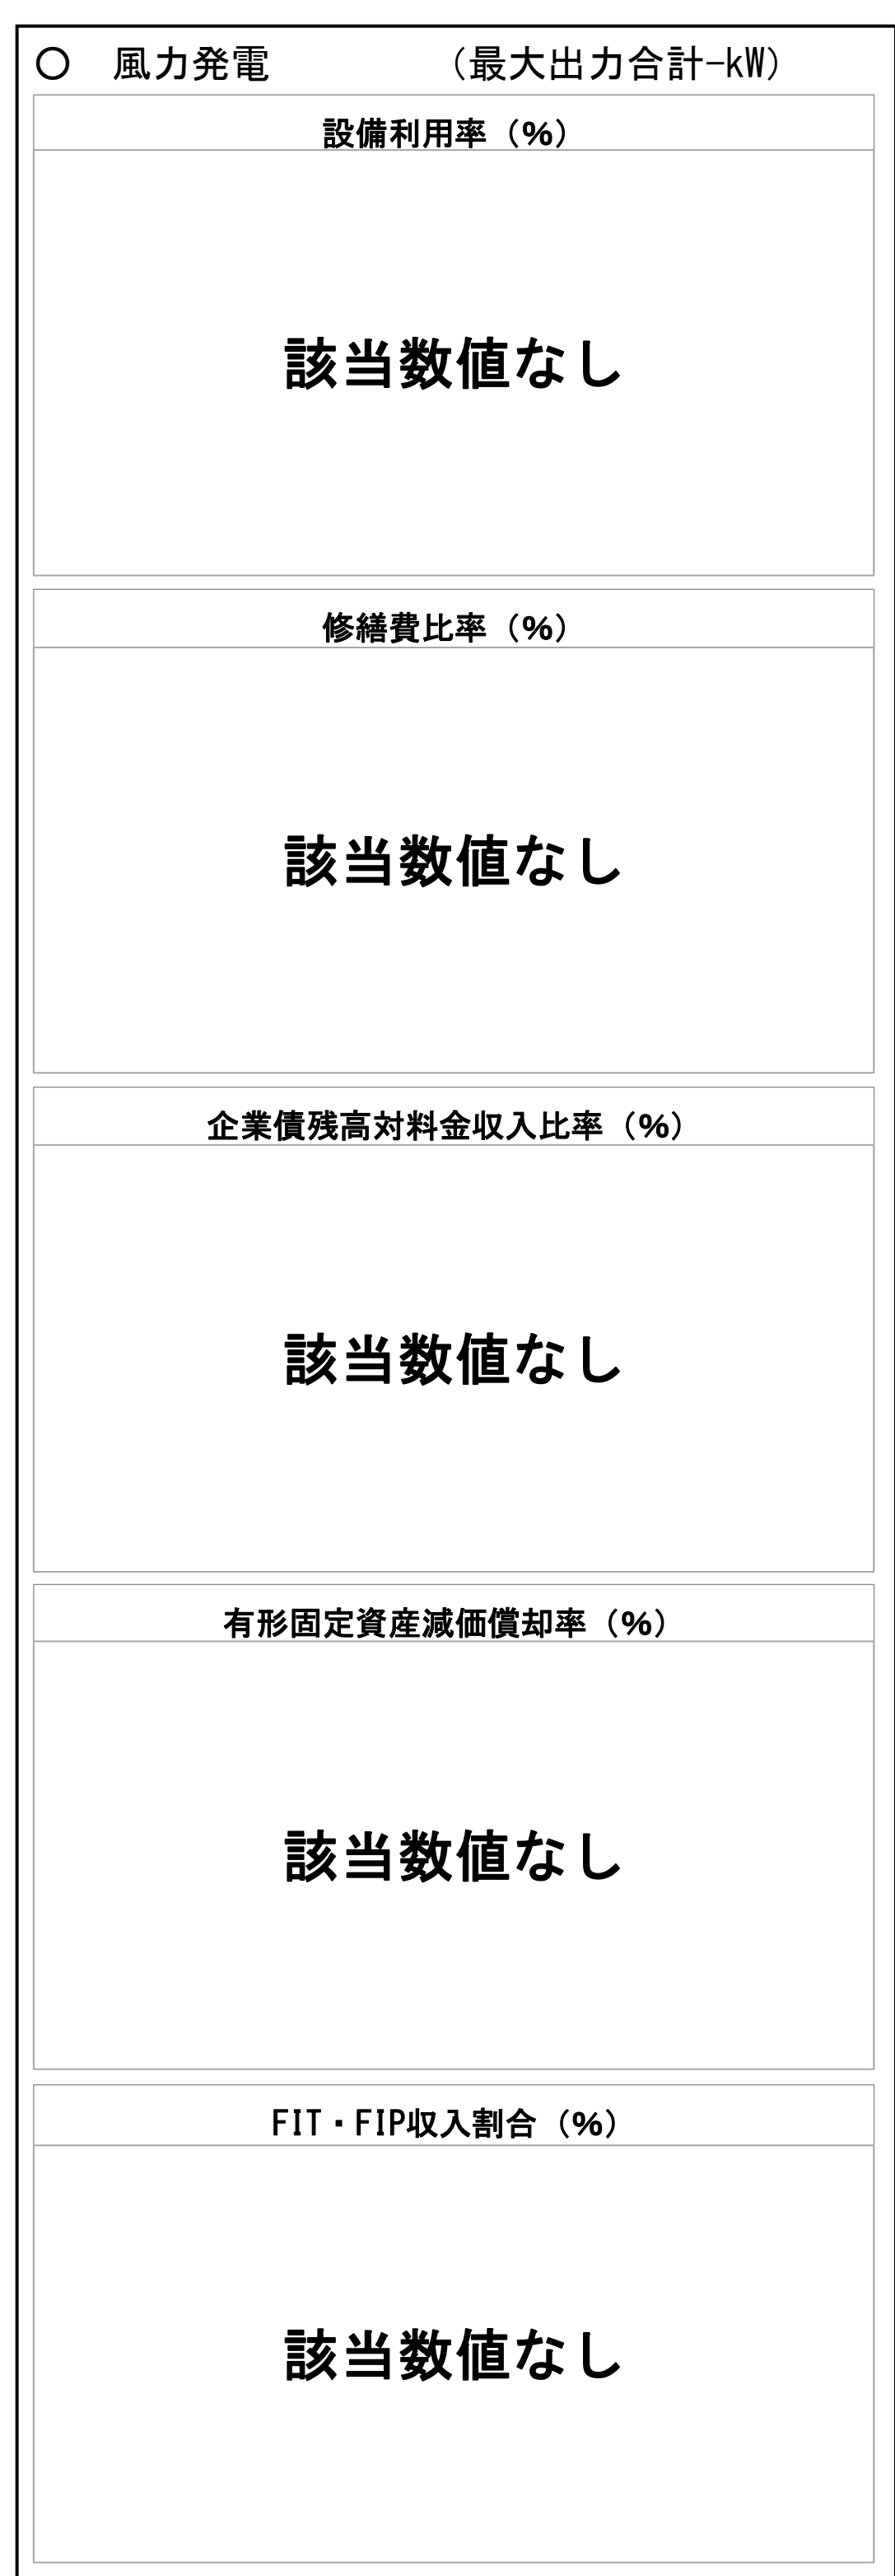 ○　風力発電　　　　　（最大出力合計-kW）
設備利用率（%）
該当数値なし
修繕費比率（%）
該当数値なし
企業債残高対料金収入比率（%）
該当数値なし
有形固定資産減価償却率（%）
該当数値なし
FIT・FIP収入割合（%）
該当数値なし